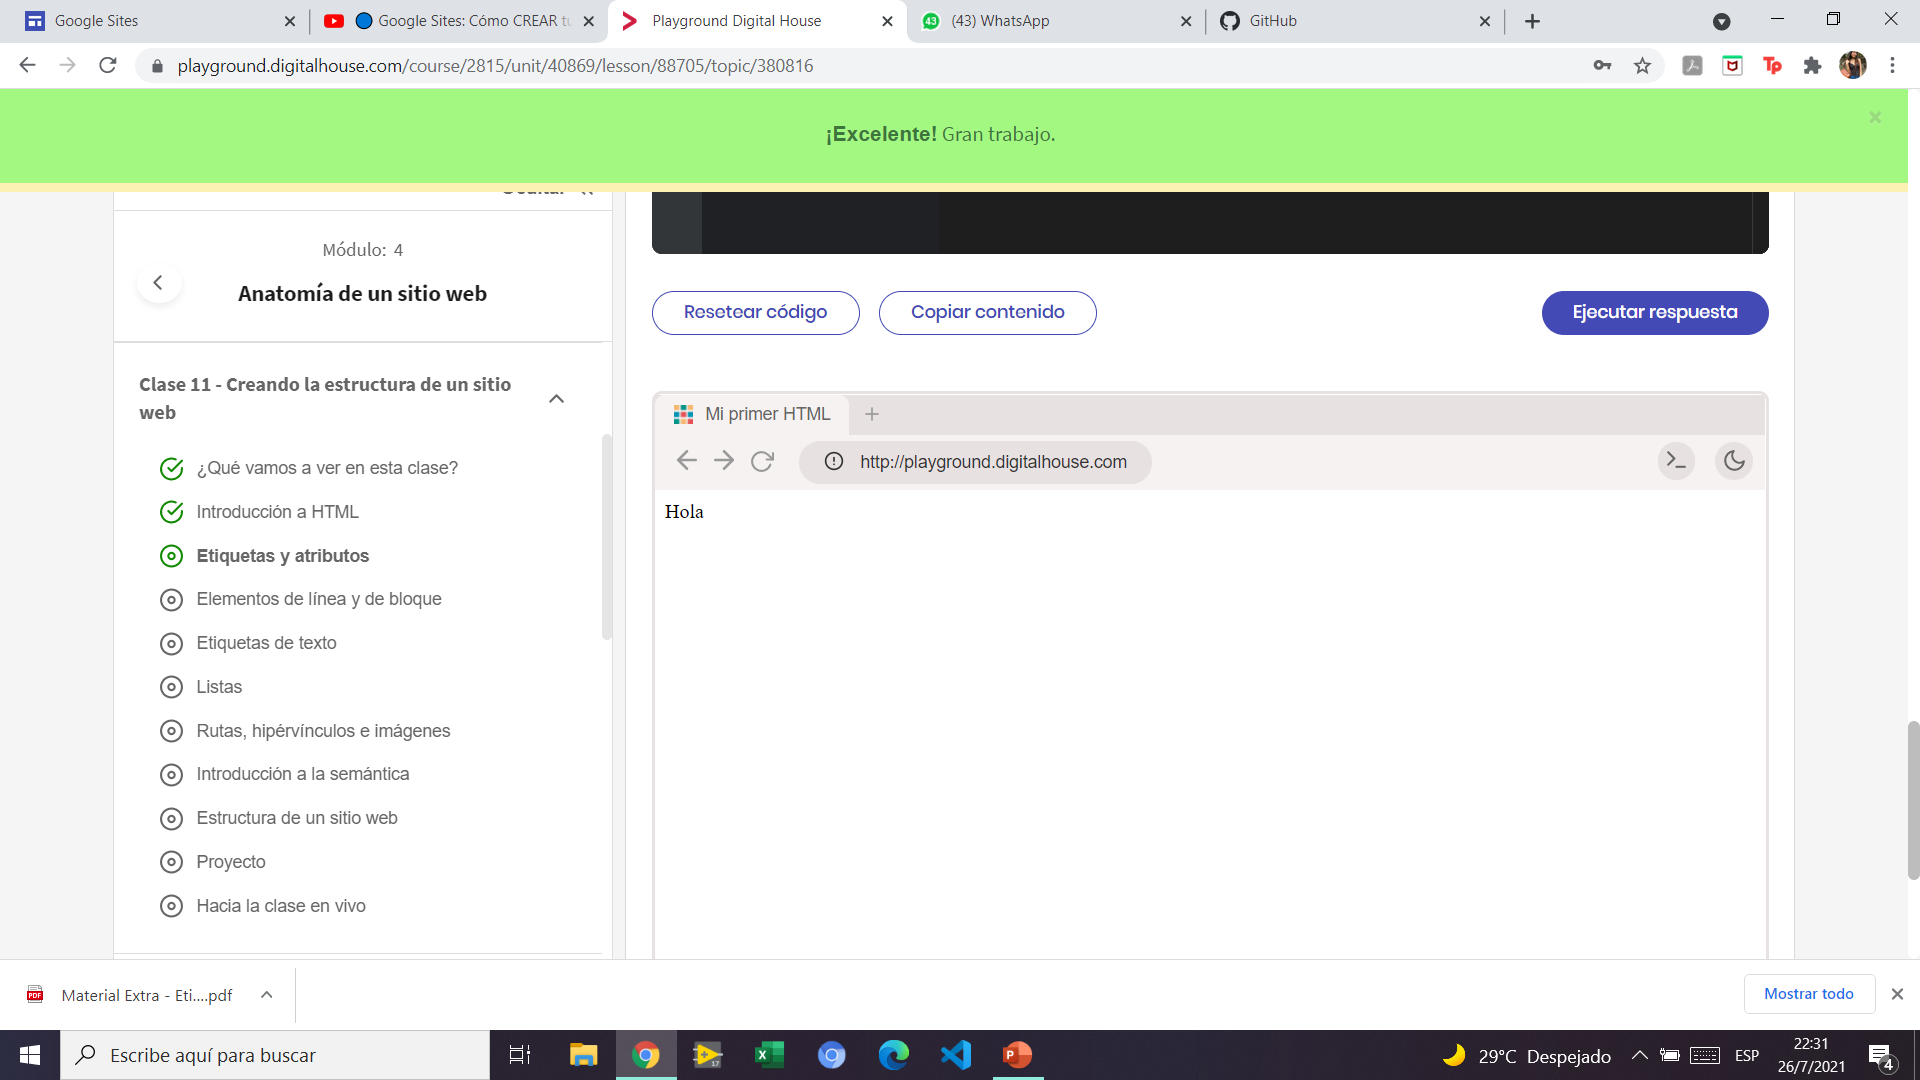 Google Sites
Google Sites: Cómo CREAR tu
Playground Digital House
43
(43) WhatsApp
GitHub
playground.digitalhouse.com/course/2815/unit/40869/lesson/88705/topic/380816
Tp
¡Excelente! Gran trabajo.
Módulo: 4
Anatomía de un sitio web
Resetear código
Copiar contenido
Ejecutar respuesta
Clase 11 - Creando la estructura de un sitio
web
¿Qué vamos a ver en esta clase?
Introducción a HTML
Etiquetas y atributos
Elementos de línea y de bloque
Etiquetas de texto
Listas
Rutas, hipérvínculos e imágenes
Introducción a la semántica
Estructura de un sitio web
Proyecto
Hacia la clase en vivo
Mi primer HTML
http://playground.digitalhouse.com
Hola
PDF
Material Extra - Eti....pdf
Mostrar todo
Escribe aquí para buscar
29°C Despejado
ESP
22:31
26/7/2021
4